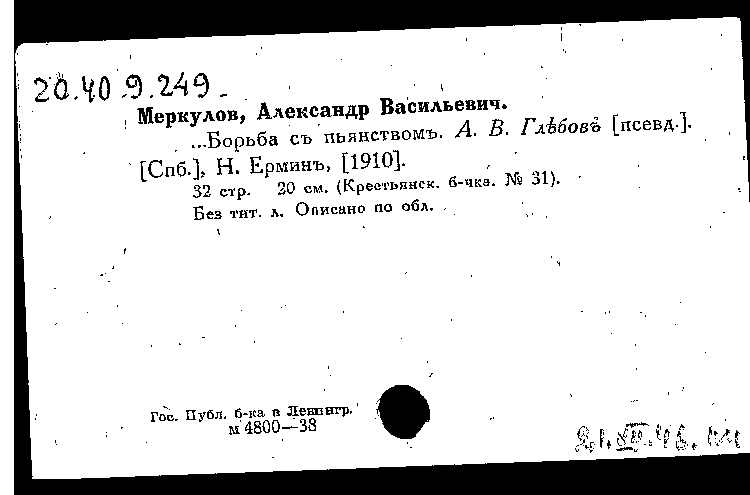 20.40.9.249.
Меркулов, Александр Васильевич.
...Борьба съ пьянствомъ. А. В. Глѣбовъ [псевд.].
[Спб.], Н. Ерминъ, [1910].
32 стр. 20 см. (Крестьянск. б-чка. № 31).
Без тит. л. Описано по обл.
Гос. Публ. б-ка в Ленингр.
м 4800—38